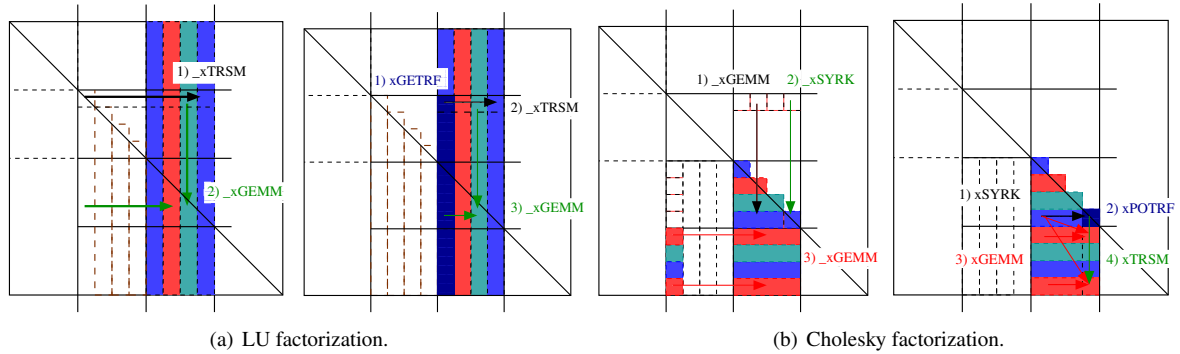 1) _xTRSM
2) _xGEMM
1) xGETRF
2) _xTRSM
3) _xGEMM
1) _xGEMM
2) _xSYRK
3) _xGEMM
1) xSYRK
2) xPOTRF
3) xGEMM
4) xTRSM
(a) LU factorization.
(b) Cholesky factorization.